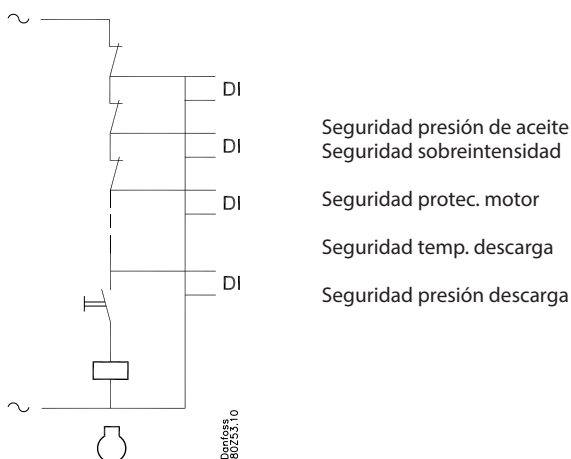 DI
DI
DI
DI
Seguridad presión de aceite
Seguridad sobreintensidad
Seguridad protec. motor
Seguridad temp. descarga
Seguridad presión descarga
Danfoss
80Z53.10